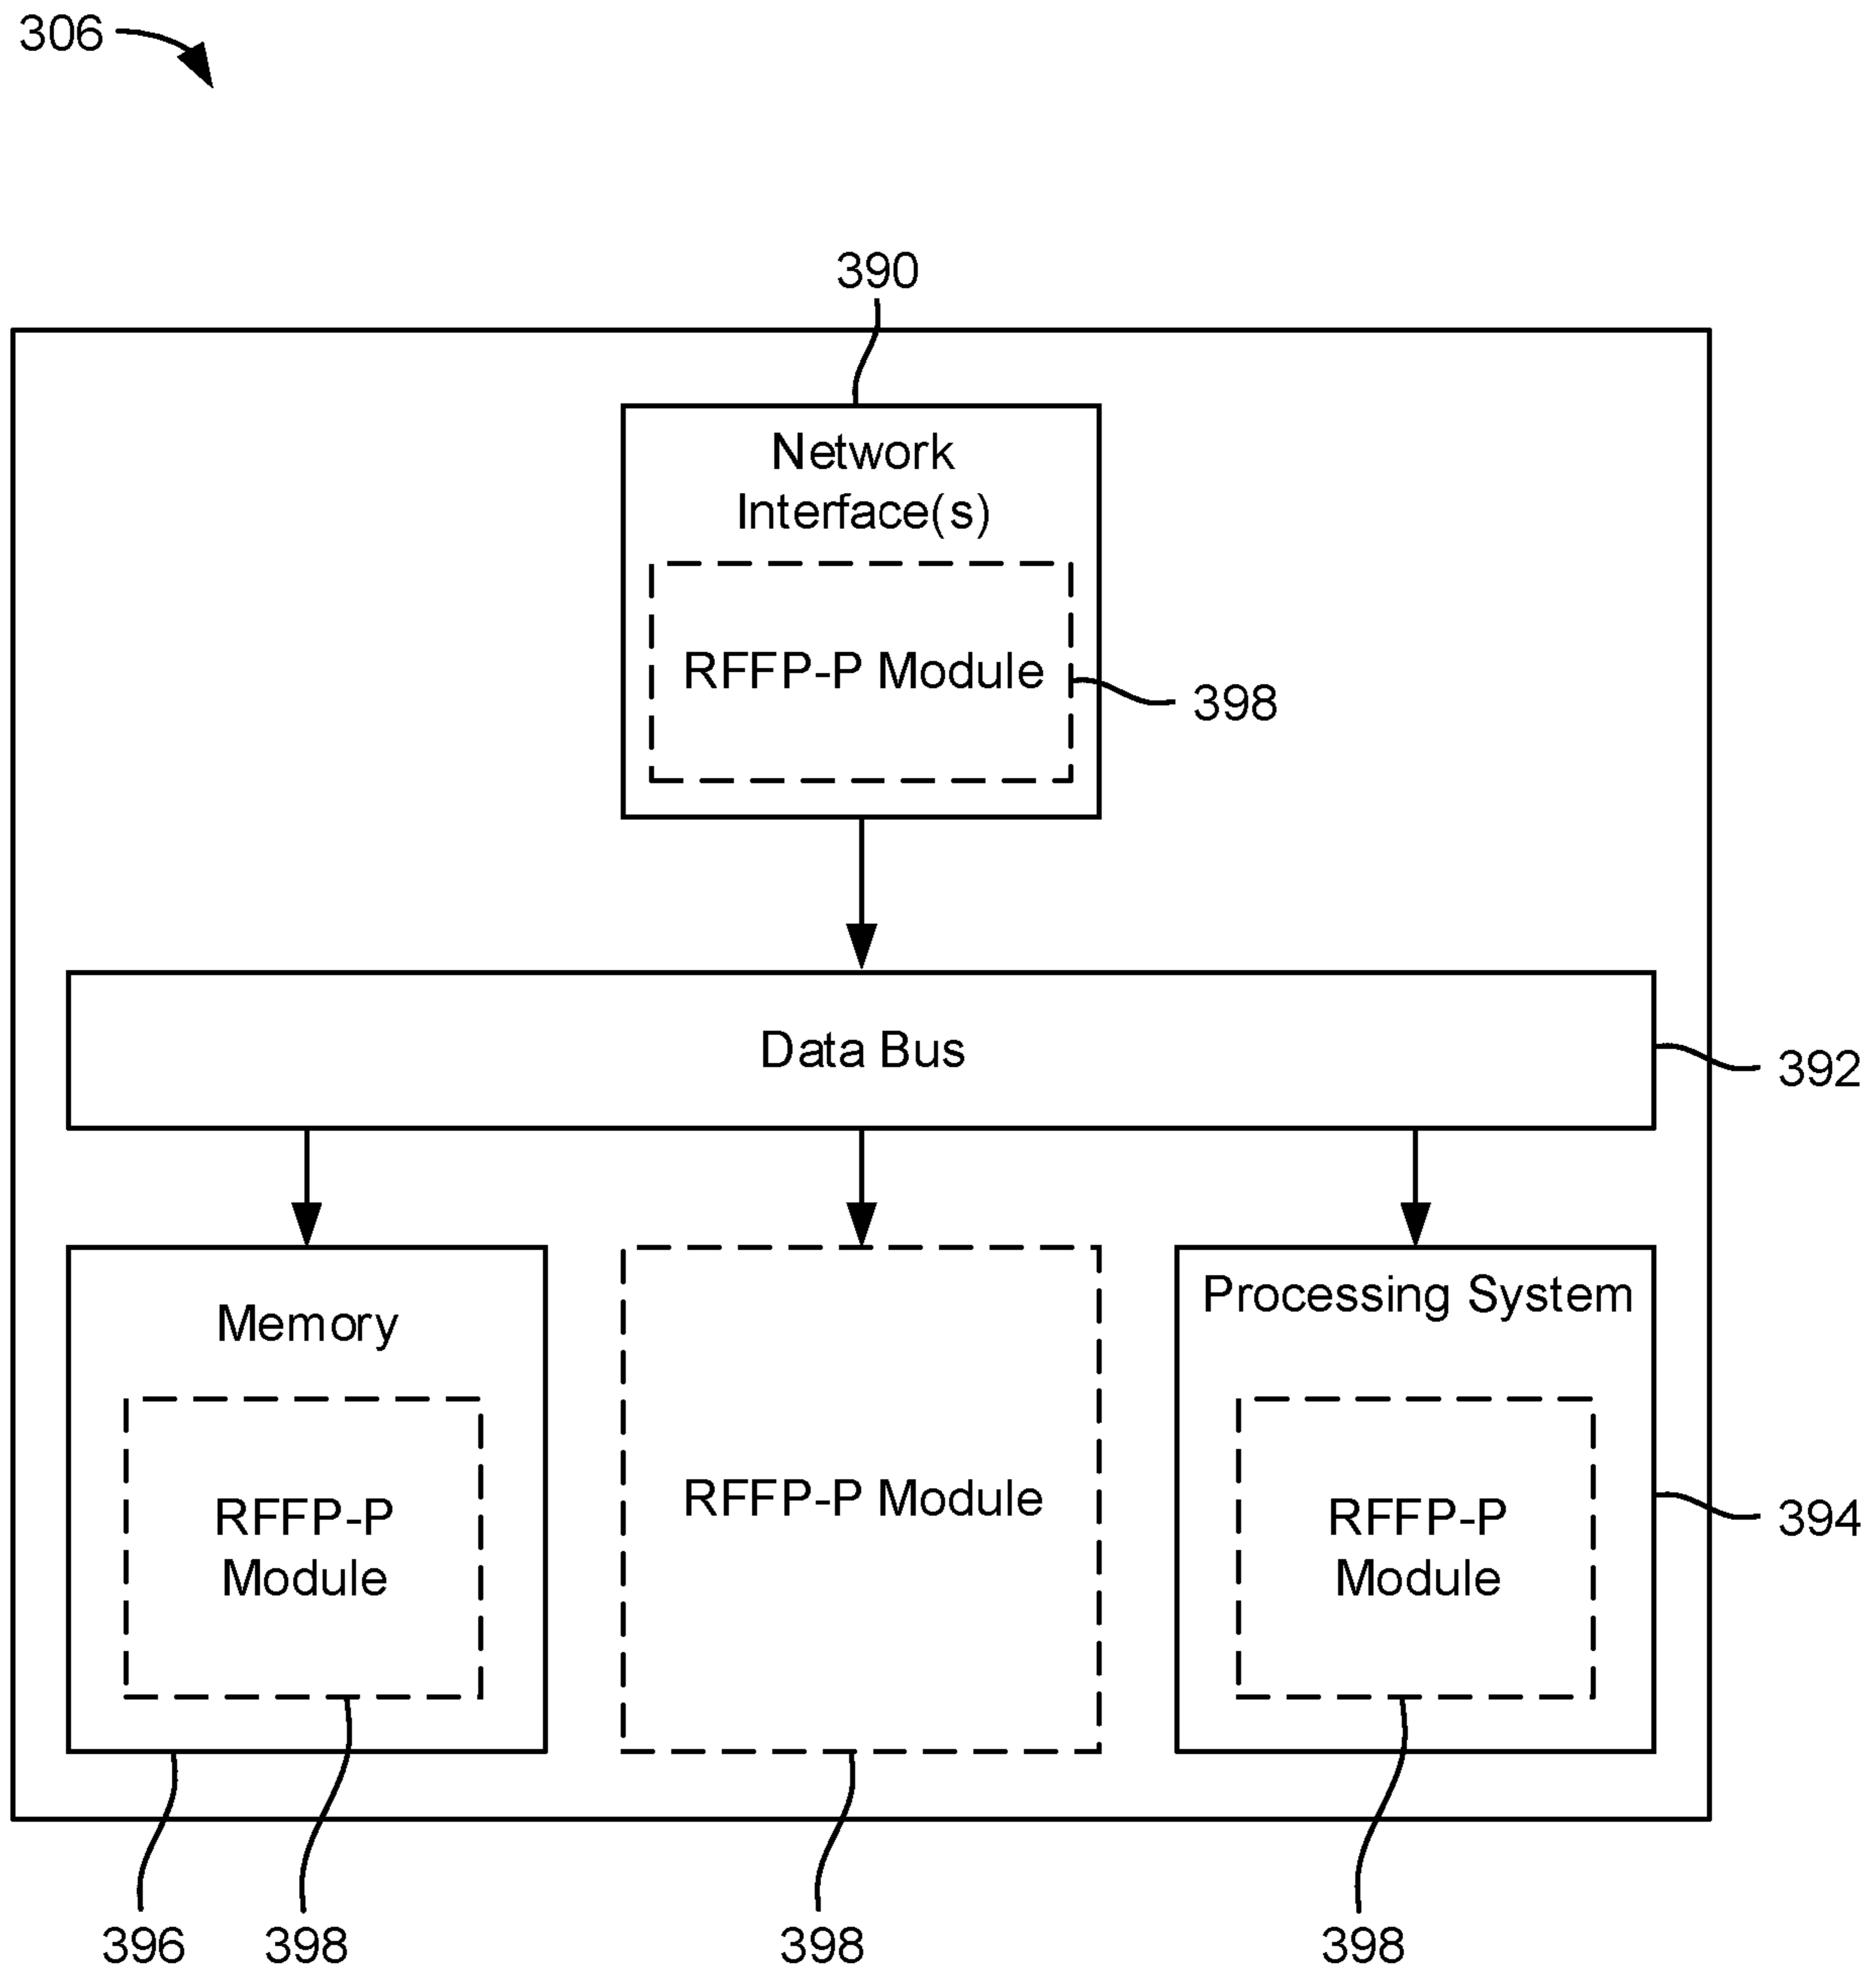 306
390
Network
Interface(s)
RFFP-P Module
398
Data Bus
392
Memory
RFFP-P
Module
RFFP-P Module
Processing System
RFFP-P
Module
394
396
398
398
398